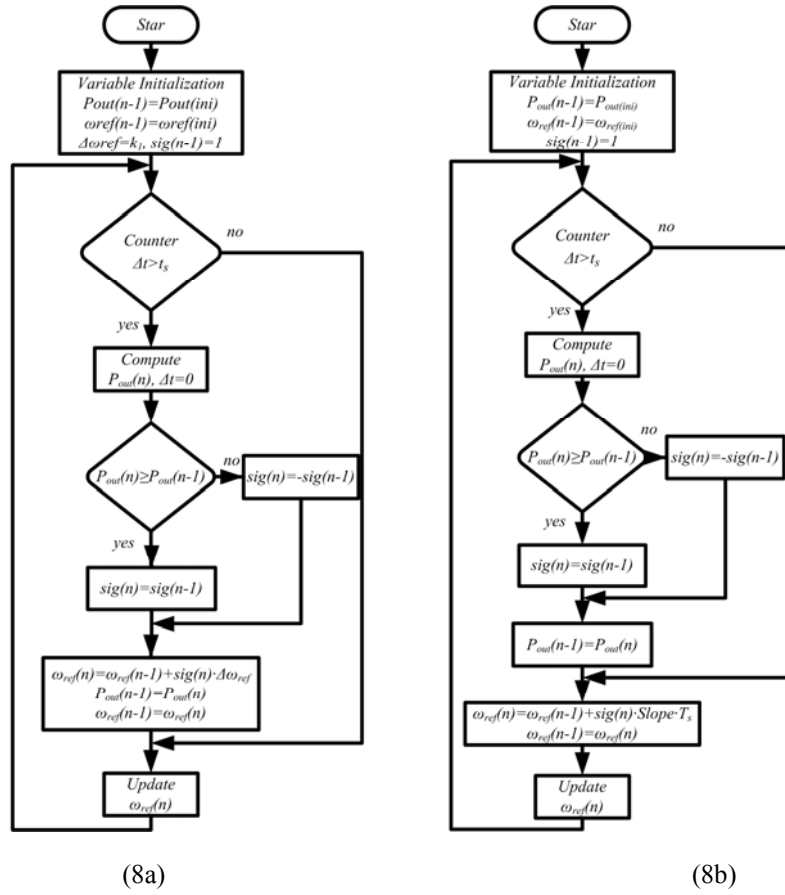 Star
Variable Initialization
Pout(n-1)=Pout(ini)
ωref(n-1)=ωref(ini)
Δωref=k₁, sig(n-1)=1
Counter
Δt>tₛ
no
yes
Compute
Pout(n), Δt=0
Pout(n)≥Pout(n-1)
no
sig(n)=-sig(n-1)
yes
sig(n)=sig(n-1)
ωref(n)=ωref(n-1)+sig(n)·Δωref
Pout(n-1)=Pout(n)
ωref(n-1)=ωref(n)
Update
ωref(n)
(8a)
Star
Variable Initialization
Pout(n-1)=Pout(ini)
ωref(n-1)=ωref(ini)
sig(n-1)=1
Counter
Δt>tₛ
no
yes
Compute
Pout(n), Δt=0
Pout(n)≥Pout(n-1)
no
sig(n)=-sig(n-1)
yes
sig(n)=sig(n-1)
Pout(n-1)=Pout(n)
ωref(n)=ωref(n-1)+sig(n)·Slope·Tₛ
ωref(n-1)=ωref(n)
Update
ωref(n)
(8b)